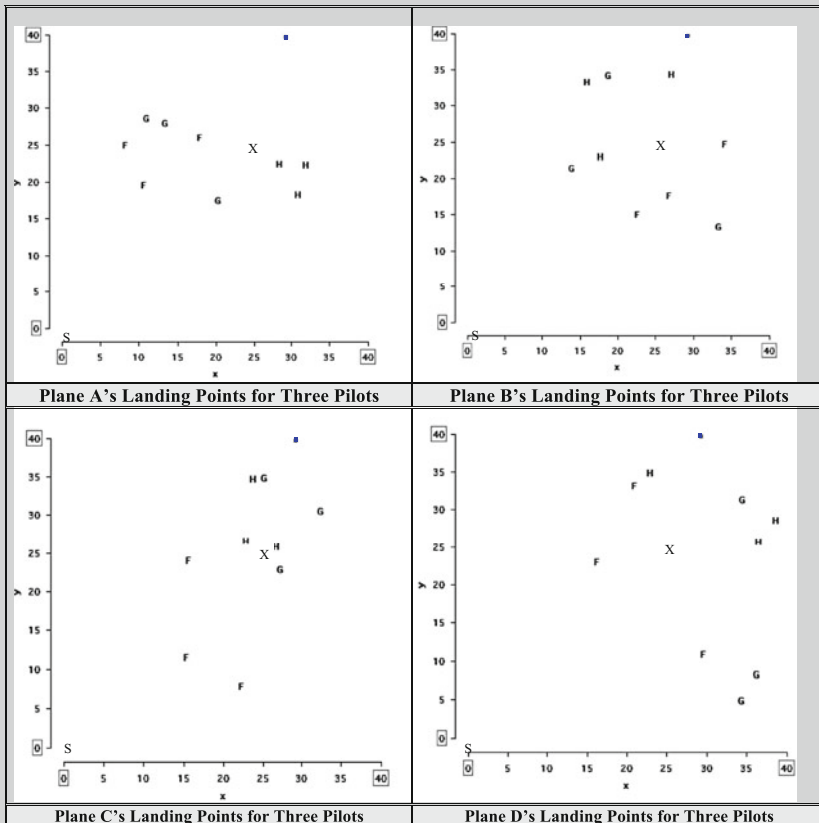 40
35
30 G G
25 F F X
H H
y 20 F H
G
15
10
5
0 S
0 5 10 15 20 25 30 35 40
x
Plane A's Landing Points for Three Pilots
40
35 H G H
30
25 X F
H
y 20 G
F
15 F G
10
5
0 S
0 5 10 15 20 25 30 35 40
x
Plane B's Landing Points for Three Pilots
40
35 H G
30 G
H H
25 F X
G
y 20
15
10 F
F
5
0 S
0 5 10 15 20 25 30 35 40
x
Plane C's Landing Points for Three Pilots
40
35 H
F
30 G H
25 X H
F
y 20
15
10 F
G
5 G
0 S
0 5 10 15 20 25 30 35 40
x
Plane D's Landing Points for Three Pilots